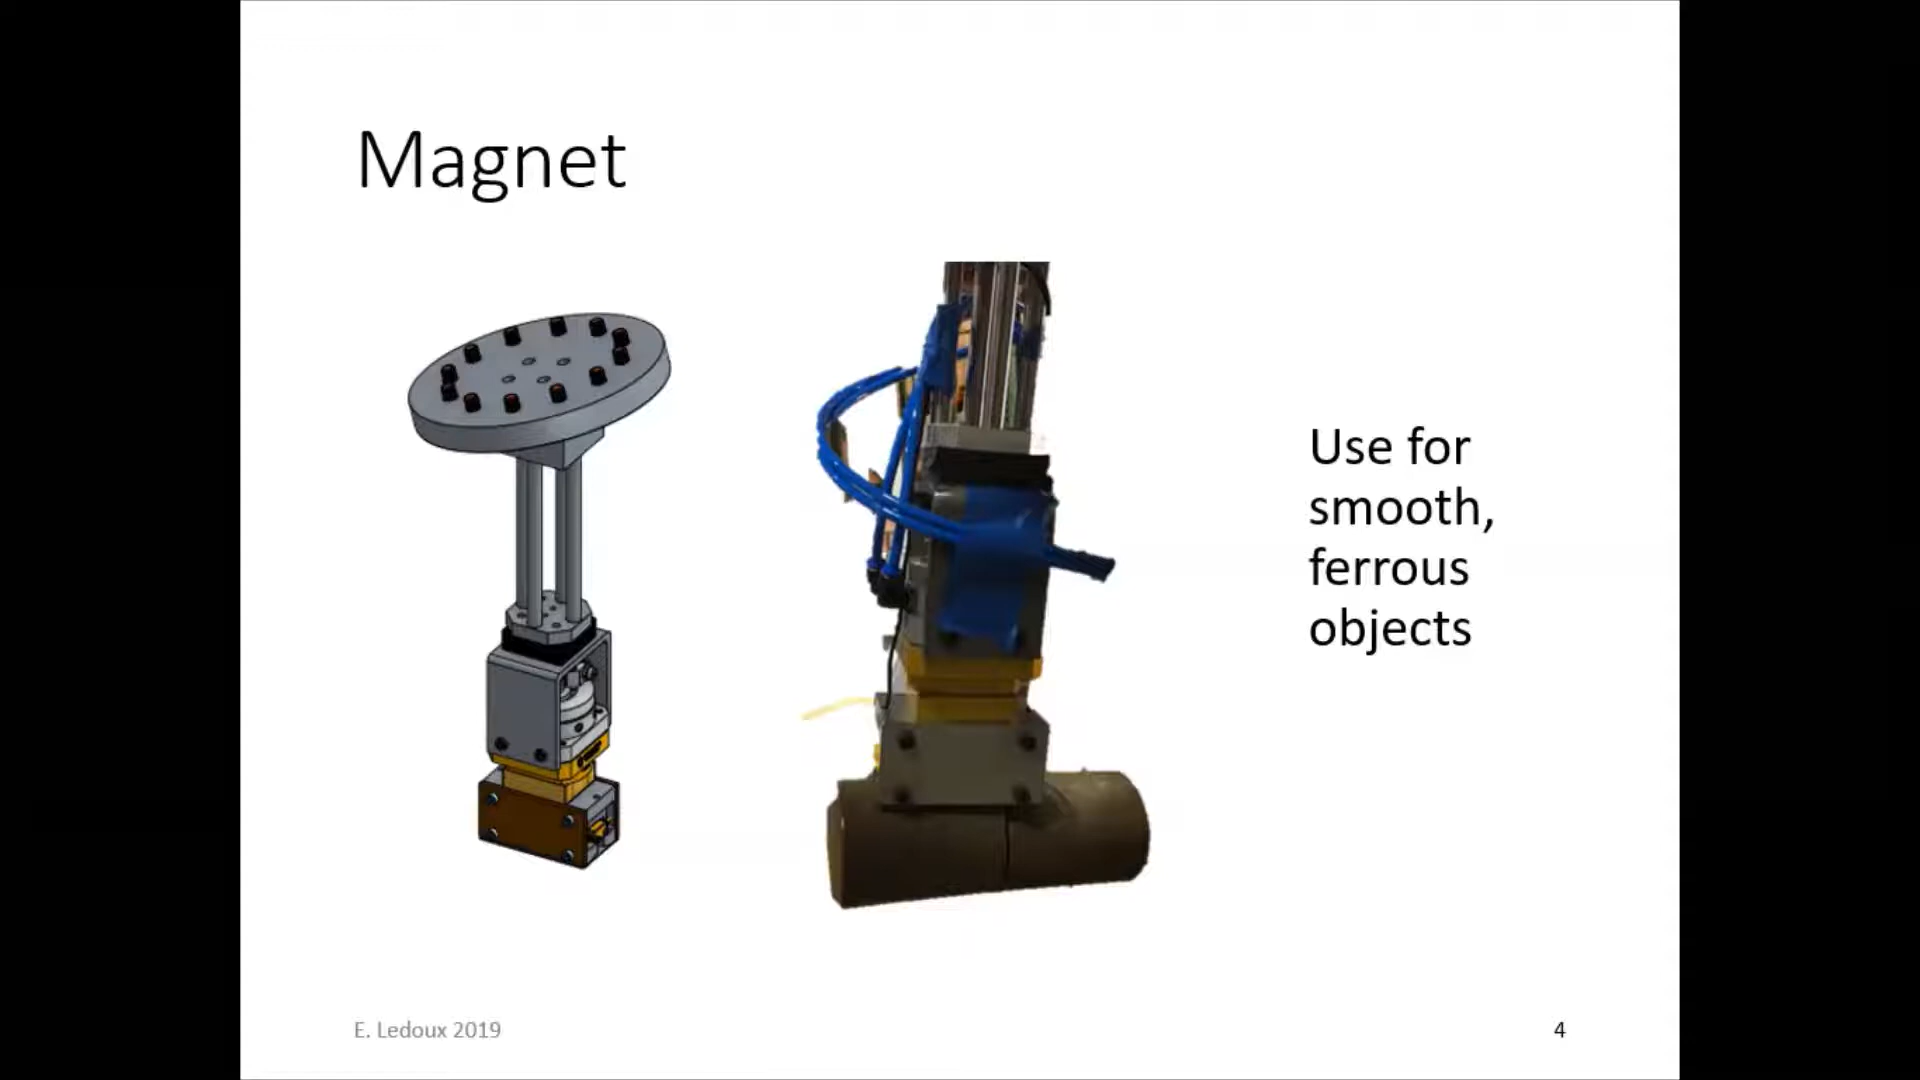 Magnet
Use for
smooth,
ferrous
objects
E. Ledoux 2019
4